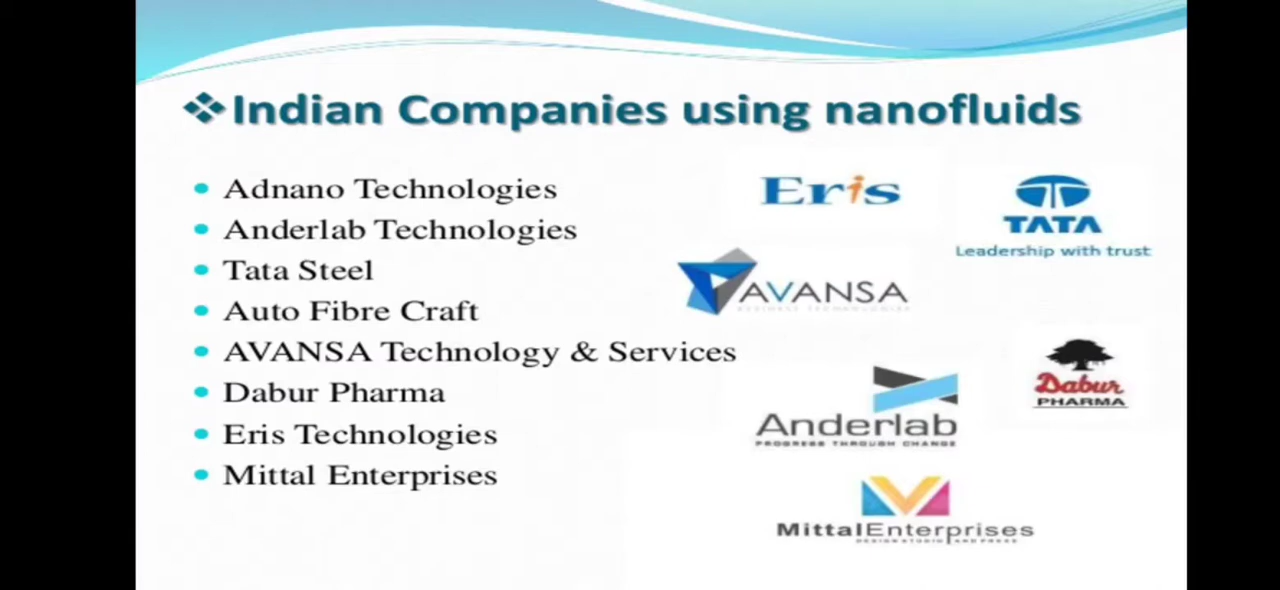 ❖Indian Companies using nanofluids
• Adnano Technologies
• Anderlab Technologies
• Tata Steel
• Auto Fibre Craft
• AVANSA Technology & Services
• Dabur Pharma
• Eris Technologies
• Mittal Enterprises
Eris
TATA
Leadership with trust
AVANSA
Dabur
PHARMA
Anderlab
PROGRESS THROUGH CHANGE
MittalEnterprises